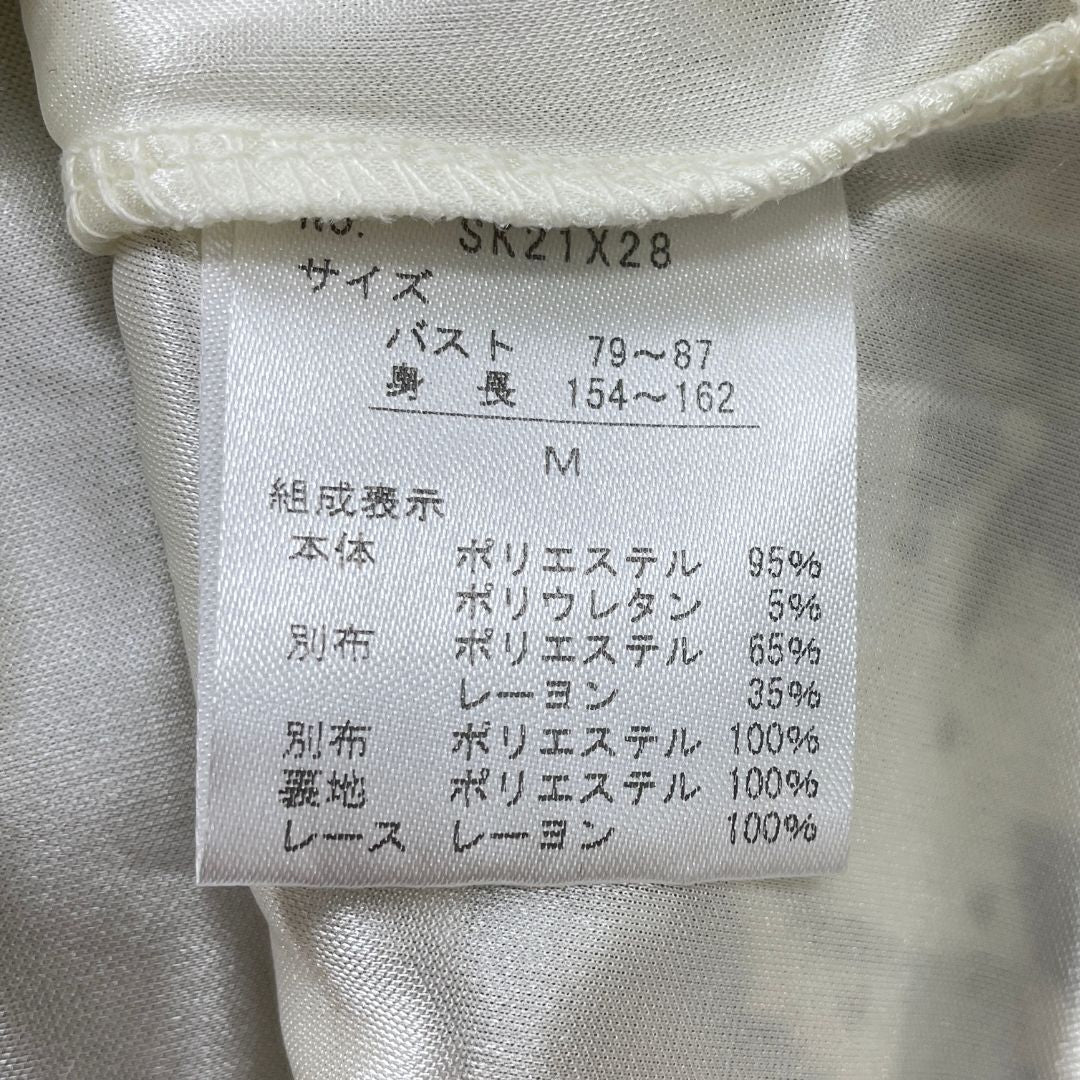 No. SK21X28
サイズ
バスト 79～87
身長 154～162
M
組成表示
本体 ポリエステル 95%
ポリウレタン 5%
別布 ポリエステル 65%
レーヨン 35%
別布 ポリエステル 100%
裏地 ポリエステル 100%
レース レーヨン 100%